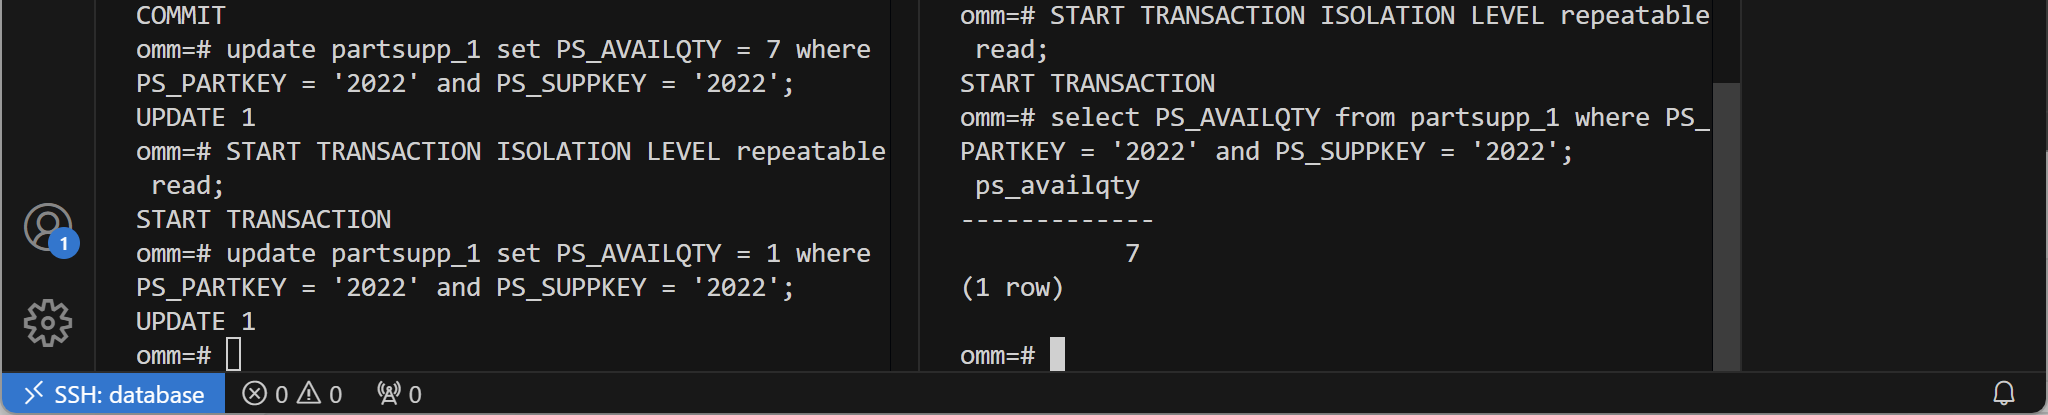 COMMIT
omm=# update partsupp_1 set PS_AVAILQTY = 7 where
PS_PARTKEY = '2022' and PS_SUPPKEY = '2022';
UPDATE 1
omm=# START TRANSACTION ISOLATION LEVEL repeatable
 read;
START TRANSACTION
omm=# update partsupp_1 set PS_AVAILQTY = 1 where
PS_PARTKEY = '2022' and PS_SUPPKEY = '2022';
UPDATE 1
omm=#
omm=# START TRANSACTION ISOLATION LEVEL repeatable
 read;
START TRANSACTION
omm=# select PS_AVAILQTY from partsupp_1 where PS_
PARTKEY = '2022' and PS_SUPPKEY = '2022';
 ps_availqty
-------------
           7
(1 row)
omm=#
1
SSH: database 0 0 0